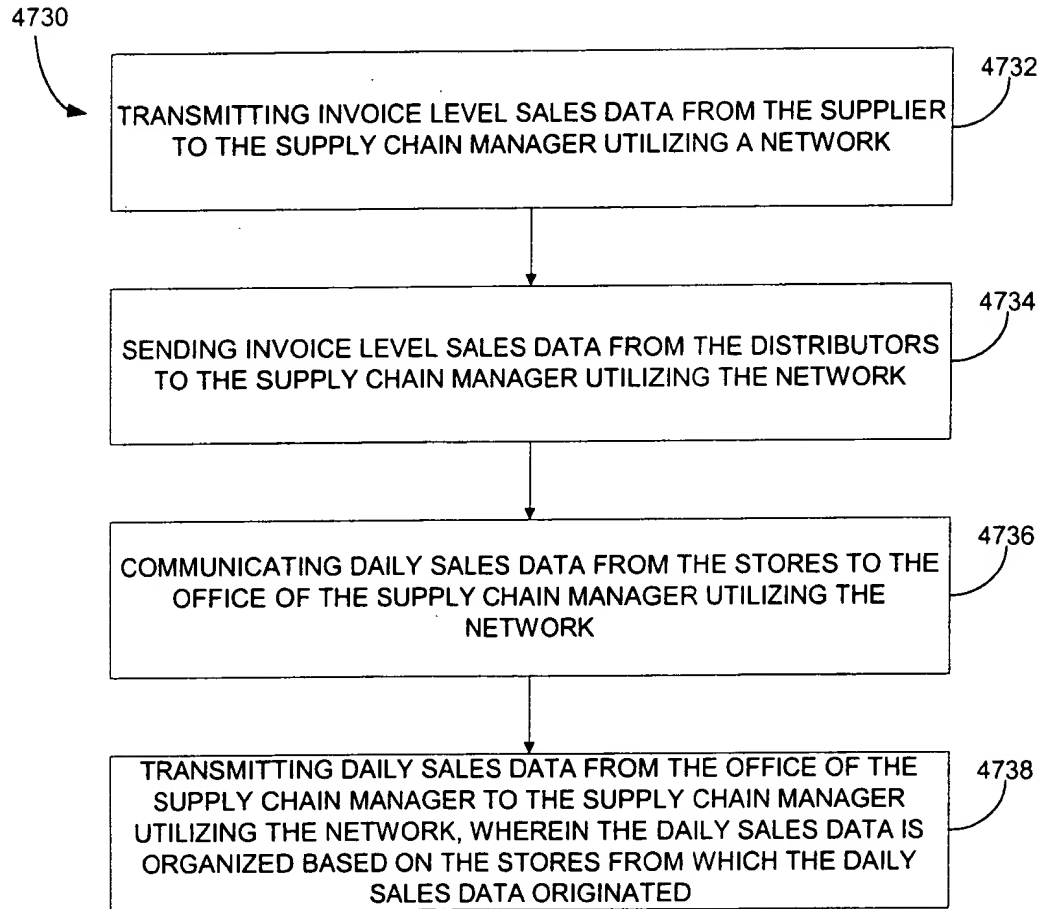 4730
4732
TRANSMITTING INVOICE LEVEL SALES DATA FROM THE SUPPLIER
TO THE SUPPLY CHAIN MANAGER UTILIZING A NETWORK
4734
SENDING INVOICE LEVEL SALES DATA FROM THE DISTRIBUTORS
TO THE SUPPLY CHAIN MANAGER UTILIZING THE NETWORK
4736
COMMUNICATING DAILY SALES DATA FROM THE STORES TO THE
OFFICE OF THE SUPPLY CHAIN MANAGER UTILIZING THE
NETWORK
4738
TRANSMITTING DAILY SALES DATA FROM THE OFFICE OF THE
SUPPLY CHAIN MANAGER TO THE SUPPLY CHAIN MANAGER
UTILIZING THE NETWORK, WHEREIN THE DAILY SALES DATA IS
ORGANIZED BASED ON THE STORES FROM WHICH THE DAILY
SALES DATA ORIGINATED